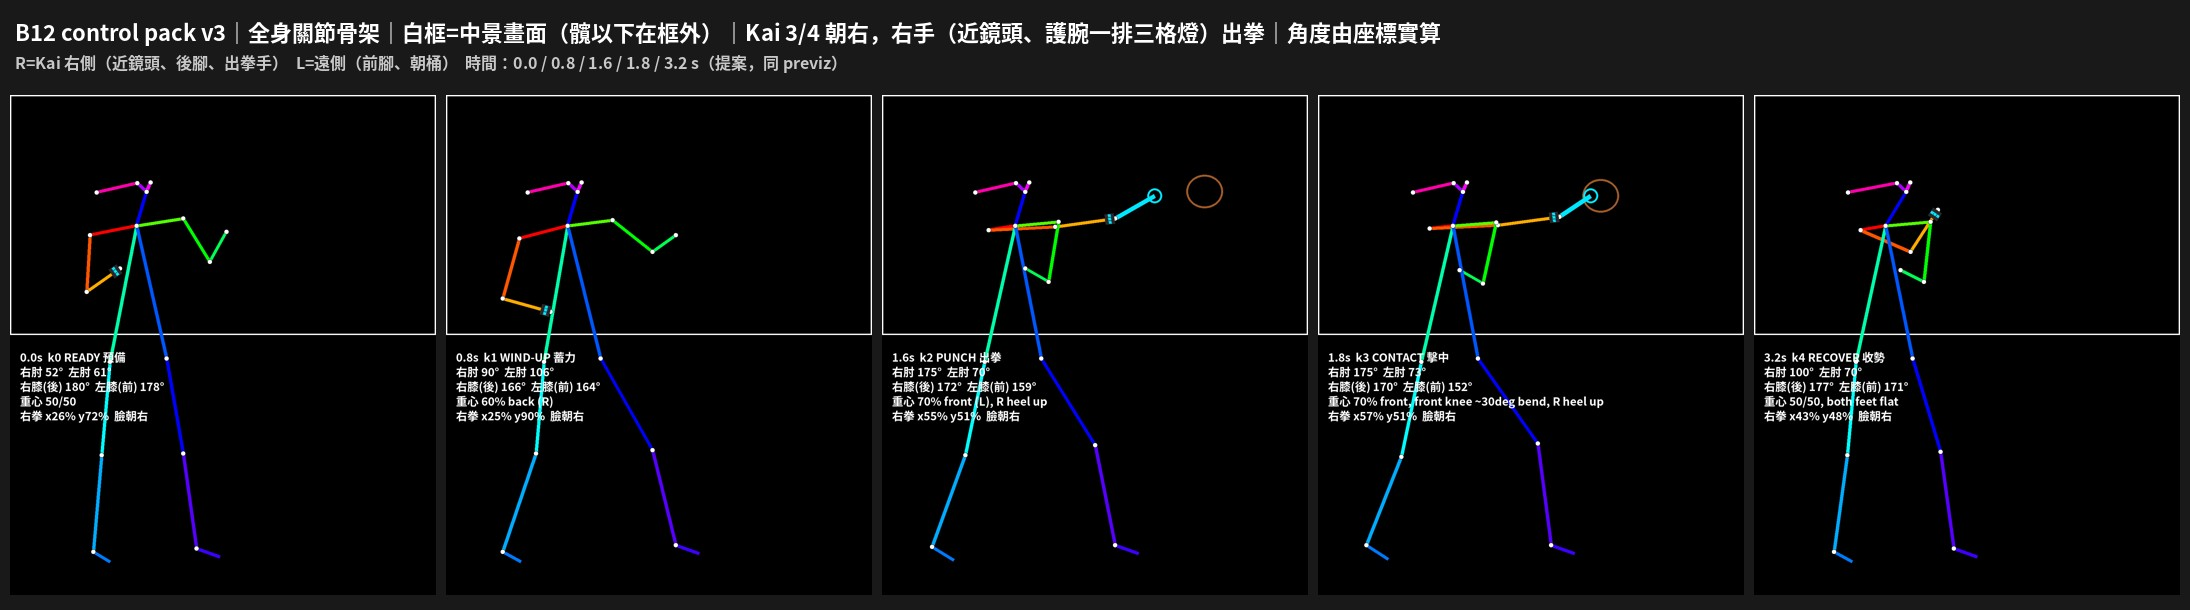 B12 control pack v3｜全身關節骨架｜白框=中景畫面（髖以下在框外）｜Kai 3/4 朝右，右手（近鏡頭、護腕一排三格燈）出拳｜角度由座標實算
R=Kai 右側（近鏡頭、後腳、出拳手） L=遠側（前腳、朝桶） 時間：0.0 / 0.8 / 1.6 / 1.8 / 3.2 s（提案，同 previz）
0.0s k0 READY 預備
右肘 52° 左肘 61°
右膝(後) 180° 左膝(前) 178°
重心 50/50
右拳 x26% y72% 臉朝右
0.8s k1 WIND-UP 蓄力
右肘 90° 左肘 106°
右膝(後) 166° 左膝(前) 164°
重心 60% back (R)
右拳 x25% y90% 臉朝右
1.6s k2 PUNCH 出拳
右肘 175° 左肘 70°
右膝(後) 172° 左膝(前) 159°
重心 70% front (L), R heel up
右拳 x55% y51% 臉朝右
1.8s k3 CONTACT 擊中
右肘 175° 左肘 73°
右膝(後) 170° 左膝(前) 152°
重心 70% front, front knee ~30deg bend, R heel up
右拳 x57% y51% 臉朝右
3.2s k4 RECOVER 收勢
右肘 100° 左肘 70°
右膝(後) 177° 左膝(前) 171°
重心 50/50, both feet flat
右拳 x43% y48% 臉朝右